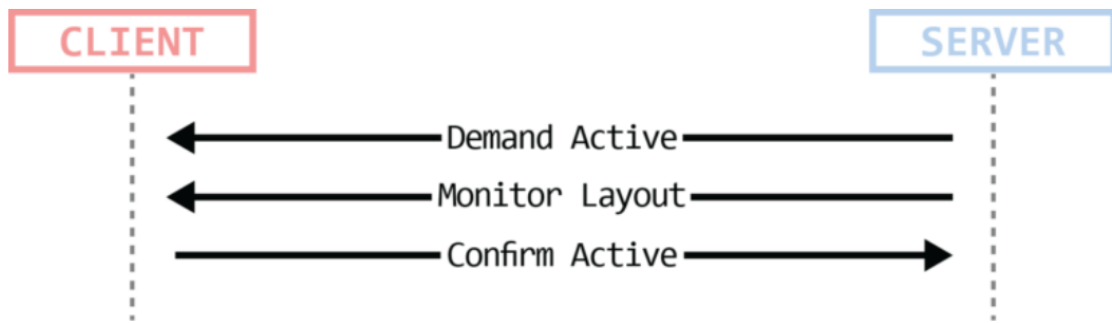 CLIENT
SERVER
Demand Active
Monitor Layout
Confirm Active